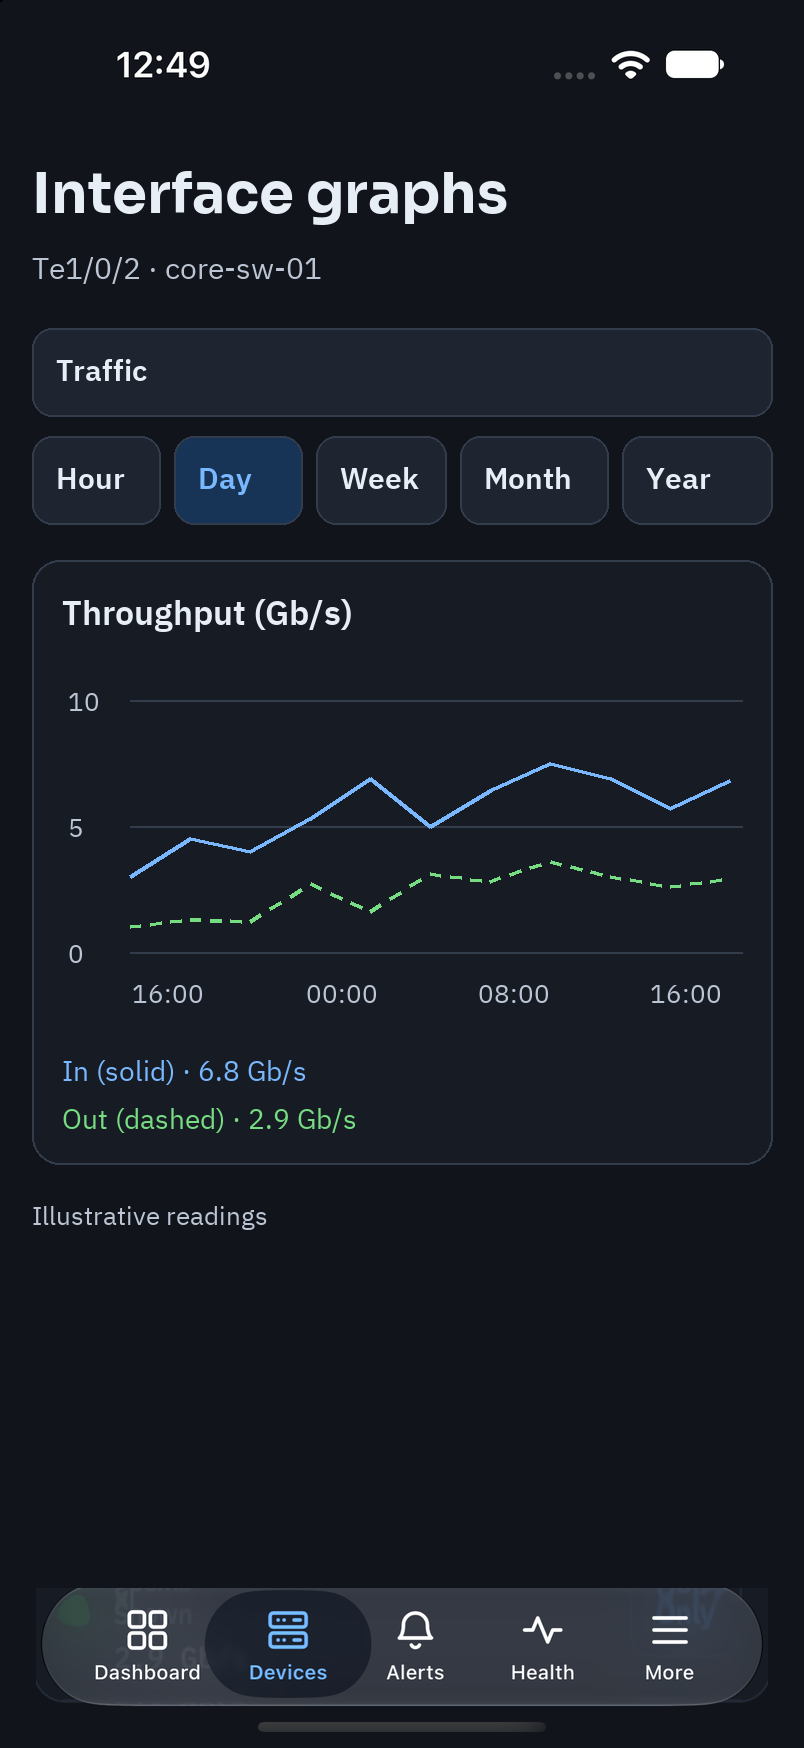 12:49
Interface graphs
Te1/0/2 · core-sw-01
Traffic
Hour Day Week Month Year
Throughput (Gb/s)
10
5
0
16:00 00:00 08:00 16:00
In (solid) · 6.8 Gb/s
Out (dashed) · 2.9 Gb/s
Illustrative readings
Dashboard Devices Alerts Health More